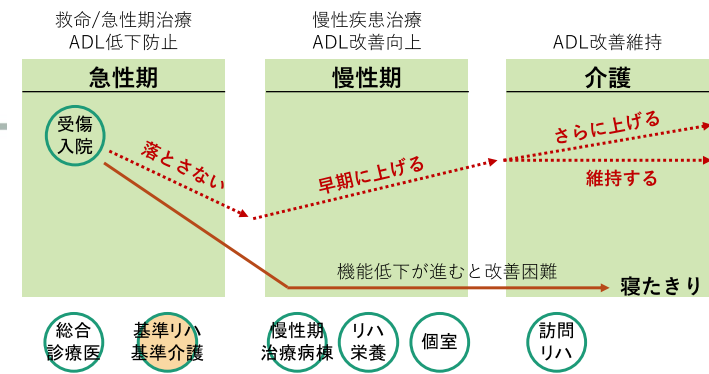 救命/急性期治療
ADL低下防止
慢性疾患治療
ADL改善向上
ADL改善維持
急性期
慢性期
介護
受傷
入院
落とさない
早期に上げる
さらに上げる
維持する
機能低下が進むと改善困難
寝たきり
総合
診療医
基準リハ
基準介護
慢性期
治療病棟
リハ
栄養
個室
訪問
リハ